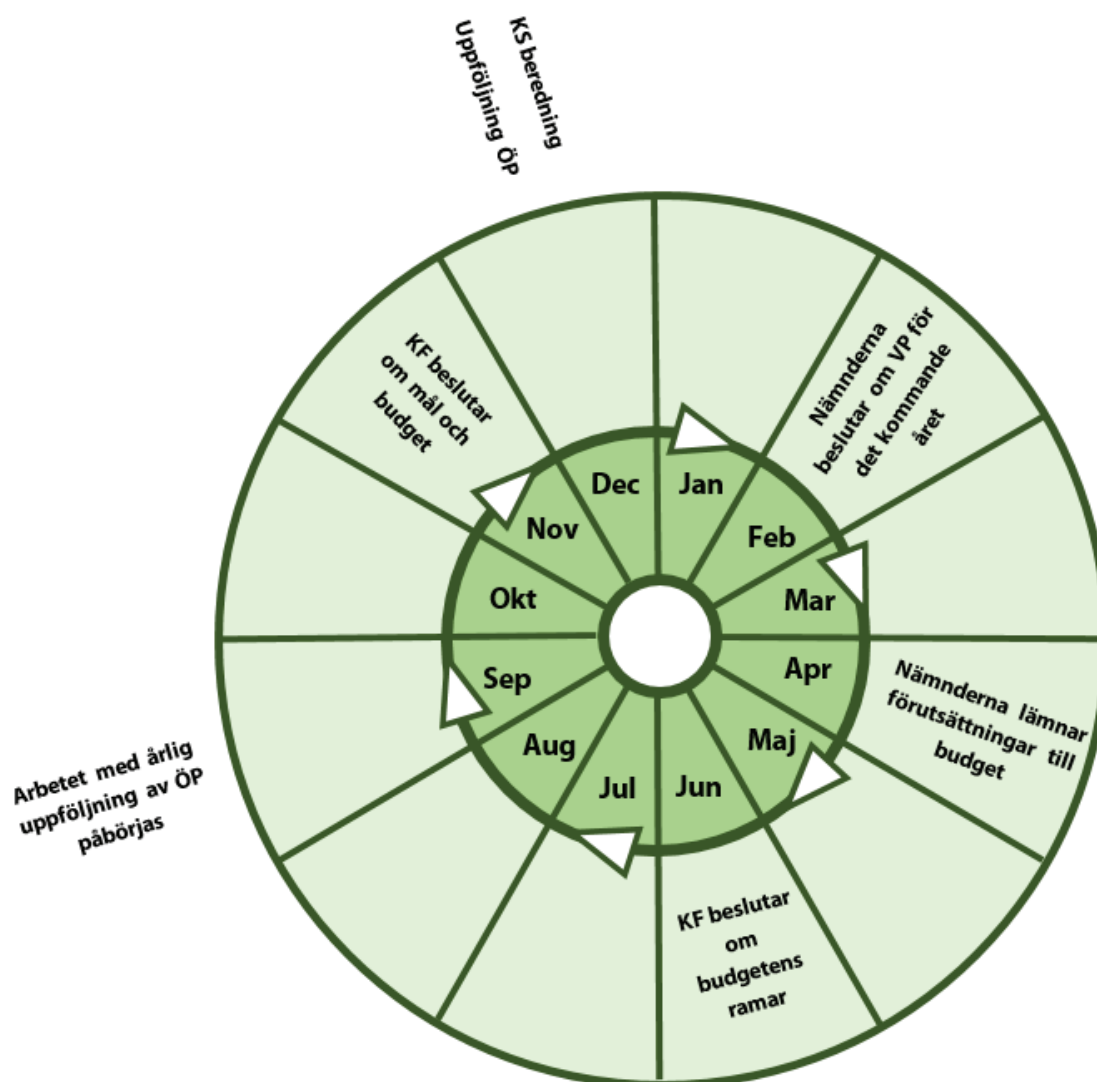 KS beredning
Uppföljning ÖP
KF beslutar
om mål och
budget
Nämnderna
beslutar om VP för
det kommande
året
Dec
Jan
Nov
Feb
Okt
Mar
Sep
Apr
Aug
Maj
Jul
Jun
Nämnderna lämnar
förutsättningar till
budget
Arbetet med årlig
uppföljning av ÖP
påbörjas
KF beslutar
om
budgetens
ramar